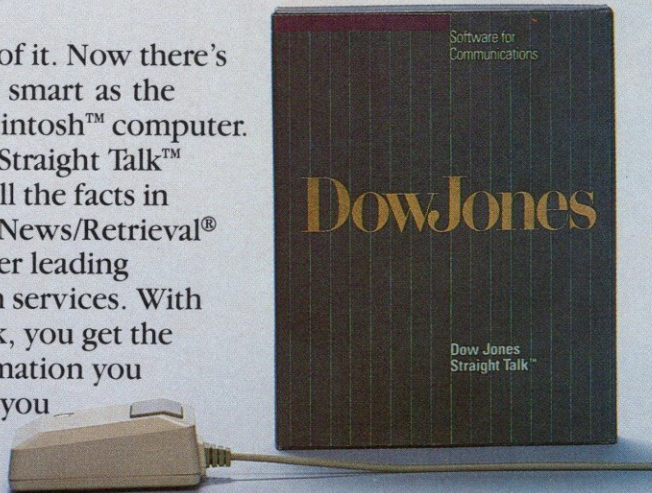 of it. Now there's
smart as the
intosh™ computer.
Straight Talk™
ll the facts in
News/Retrieval®
er leading
n services. With
k, you get the
mation you
you
Software for
Communications
DowJones
Dow Jones
Straight Talk™